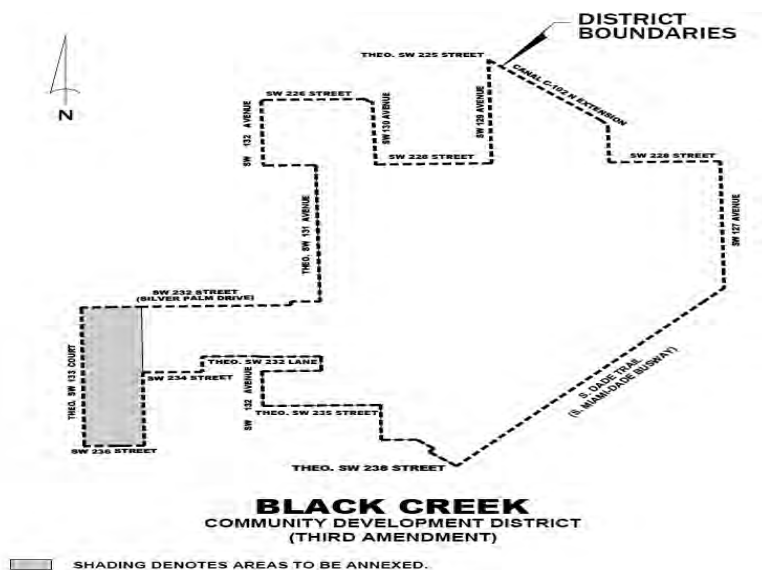 DISTRICT
BOUNDARIES
THEO. SW 225 STREET
CANAL C-102 N EXTENSION
N
SW 226 STREET
SW 132 AVENUE
SW 130 AVENUE
SW 129 AVENUE
SW 228 STREET
SW 228 STREET
THEO. SW 131 AVENUE
SW 127 AVENUE
SW 232 STREET
(SILVER PALM DRIVE)
THEO. SW 133 COURT
THEO. SW 232 LANE
SW 234 STREET
SW 132 AVENUE
S. DADE TRAIL
(S. MIAMI-DADE BUSWAY)
THEO. SW 235 STREET
SW 236 STREET
THEO. SW 238 STREET
BLACK CREEK
COMMUNITY DEVELOPMENT DISTRICT
(THIRD AMENDMENT)
SHADING DENOTES AREAS TO BE ANNEXED.